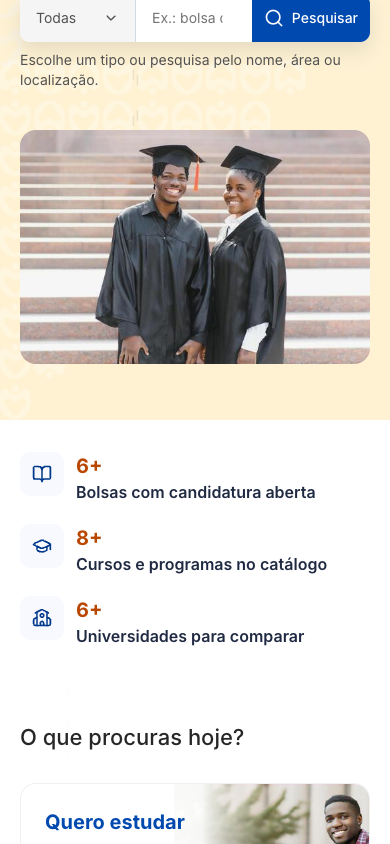 Todas
Ex.: bolsa
Pesquisar
Escolhe um tipo ou pesquisa pelo nome, área ou
localização.
6+
Bolsas com candidatura aberta
8+
Cursos e programas no catálogo
6+
Universidades para comparar
O que procuras hoje?
Quero estudar